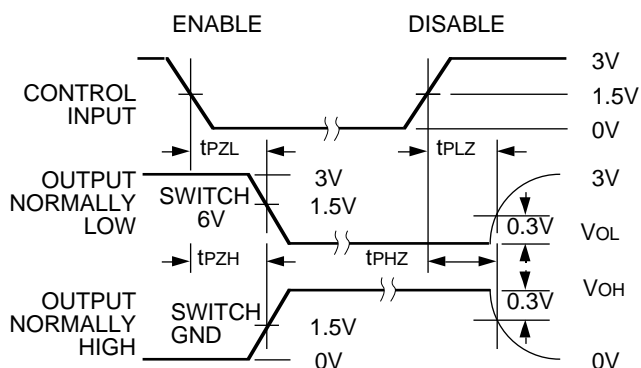 ENABLE DISABLE
3V
CONTROL
INPUT
1.5V
0V
tPZL tPLZ
OUTPUT
NORMALLY
LOW
SWITCH
6V
3V
1.5V
3V
0.3V
VOL
tPZH tPHZ
OUTPUT
NORMALLY
HIGH
SWITCH
GND
1.5V
0V
0.3V
VOH
0V